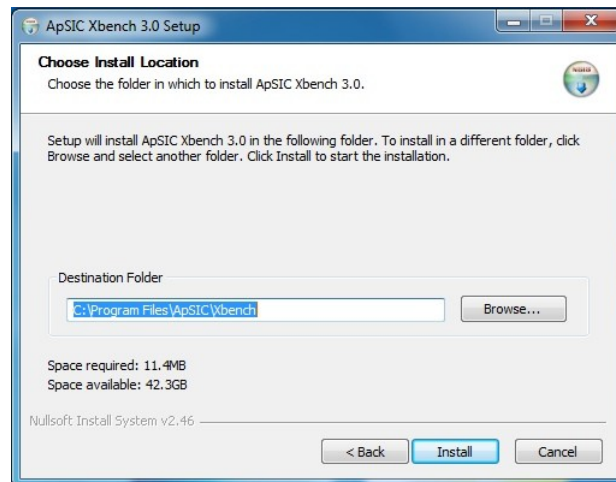 ApSIC Xbench 3.0 Setup
Choose Install Location
Choose the folder in which to install ApSIC Xbench 3.0.
Setup will install ApSIC Xbench 3.0 in the following folder. To install in a different folder, click
Browse and select another folder. Click Install to start the installation.
Destination Folder
C:\Program Files\ApSIC\Xbench
Browse...
Space required: 11.4MB
Space available: 42.3GB
Nullsoft Install System v2.46
< Back
Install
Cancel